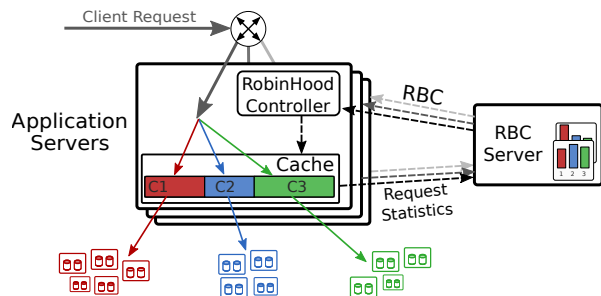 Client Request
RobinHood
Controller
RBC
Application
Servers
RBC
Server
1 2 3
Cache
C1 C2 C3
Request
Statistics